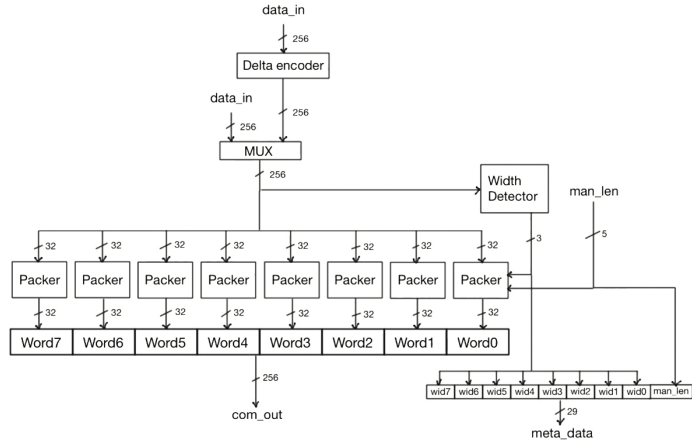 data_in
256
Delta encoder
data_in
256
256
MUX
256
Width
Detector
man_len
3
5
32 32 32 32 32 32 32 32
Packer Packer Packer Packer Packer Packer Packer Packer
32 32 32 32 32 32 32 32
Word7 Word6 Word5 Word4 Word3 Word2 Word1 Word0
256
com_out
wid7 wid6 wid5 wid4 wid3 wid2 wid1 wid0 man_len
29
meta_data